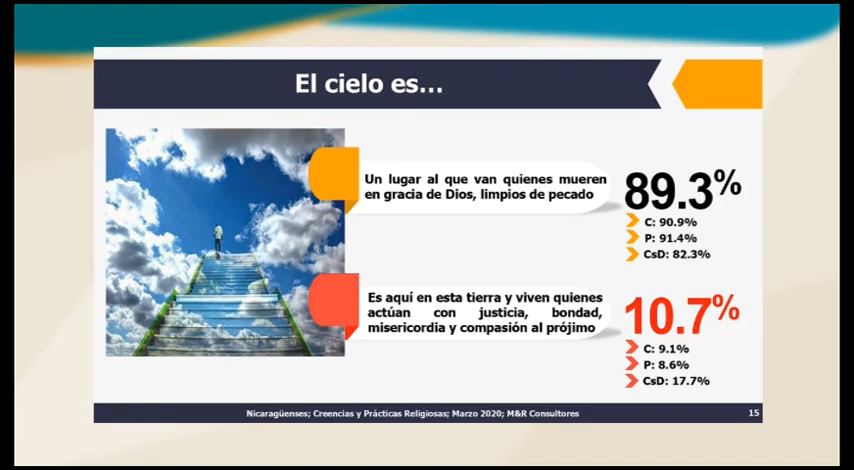 El cielo es...
Un lugar al que van quienes mueren
en gracia de Dios, limpios de pecado
89.3%
C: 90.9%
P: 91.4%
CsD: 82.3%
Es aquí en esta tierra y viven quienes
actúan con justicia, bondad,
misericordia y compasión al prójimo
10.7%
C: 9.1%
P: 8.6%
CsD: 17.7%
Nicaragüenses; Creencias y Prácticas Religiosas; Marzo 2020; M&R Consultores
15